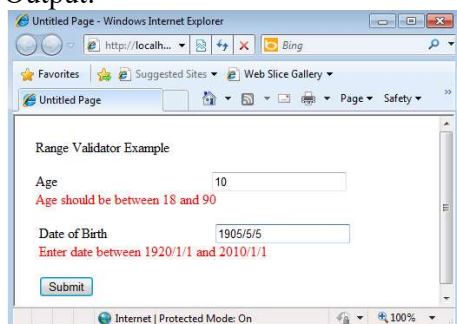 Output:
Untitled Page - Windows Internet Explorer
http://localh... Bing
Favorites Suggested Sites Web Slice Gallery
Untitled Page Page Safety »
Range Validator Example
Age 10
Age should be between 18 and 90
Date of Birth 1905/5/5
Enter date between 1920/1/1 and 2010/1/1
Submit
Internet | Protected Mode: On 100%